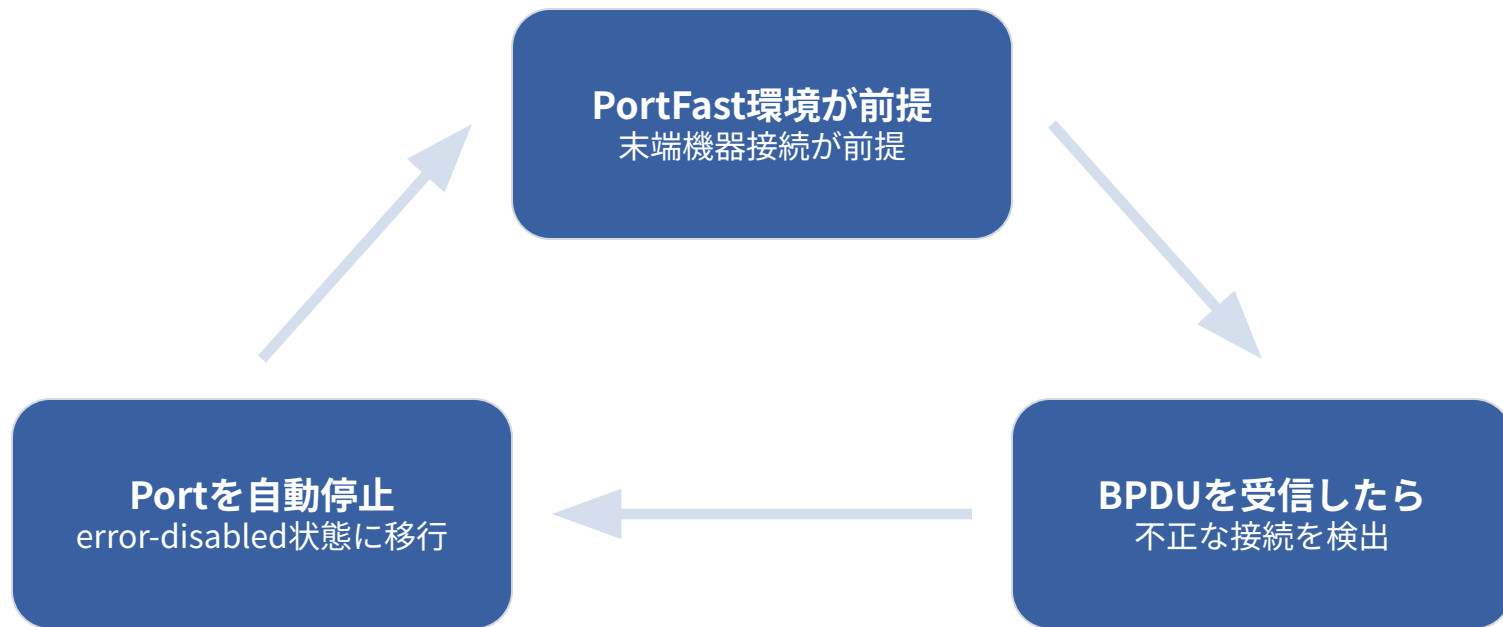 PortFast環境が前提
末端機器接続が前提
Portを自動停止
error-disabled状態に移行
BPDUを受信したら
不正な接続を検出